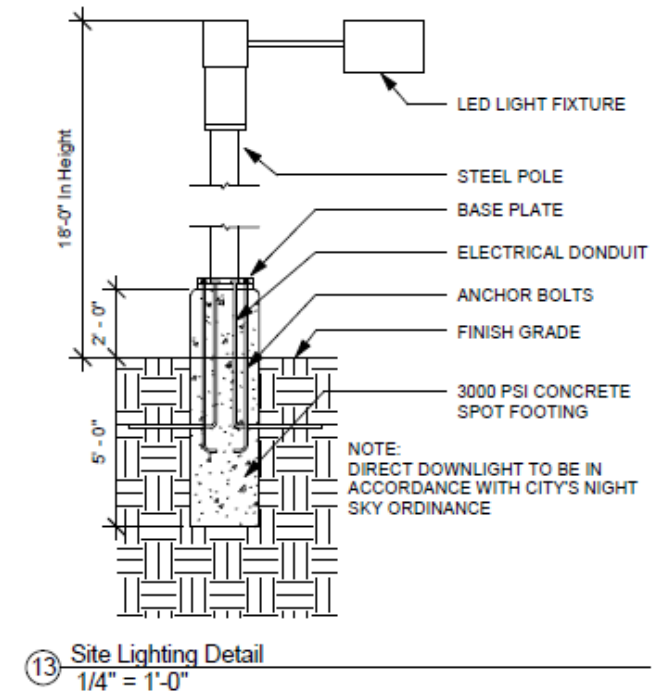 18'-0" In Height
LED LIGHT FIXTURE
STEEL POLE
BASE PLATE
ELECTRICAL DONDUIT
2' - 0"
ANCHOR BOLTS
FINISH GRADE
3000 PSI CONCRETE
SPOT FOOTING
5' - 0"
NOTE:
DIRECT DOWNLIGHT TO BE IN
ACCORDANCE WITH CITY'S NIGHT
SKY ORDINANCE
13
Site Lighting Detail
1/4" = 1'-0"